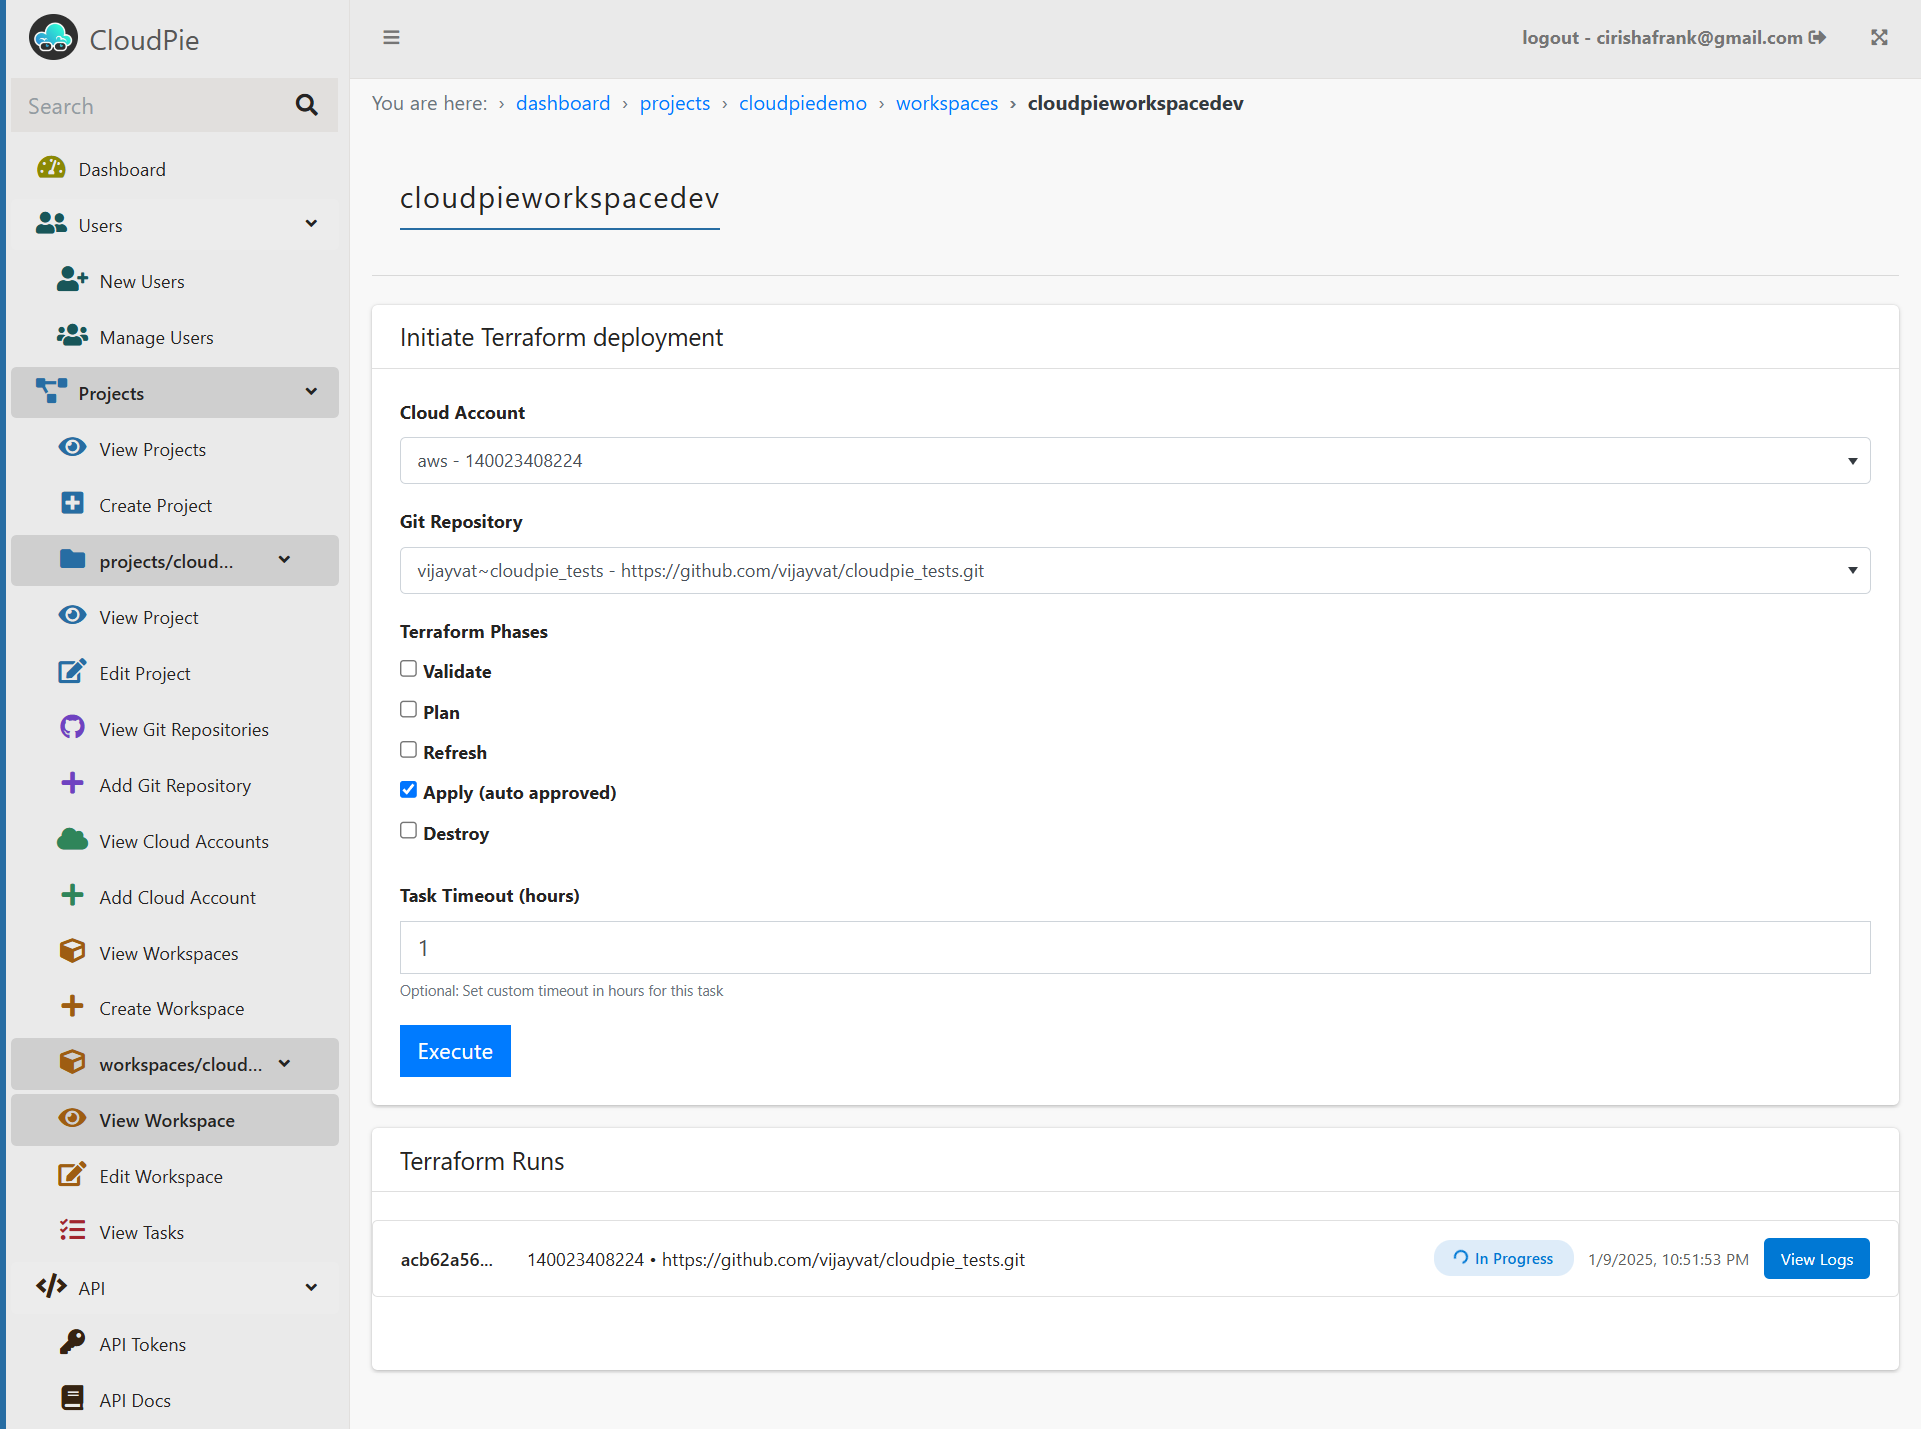 CloudPie
logout - cirishafrank@gmail.com
Search
You are here: › dashboard › projects › cloudpiedemo › workspaces › cloudpieworkspacedev
Dashboard
Users
New Users
Manage Users
Projects
View Projects
Create Project
projects/cloud...
View Project
Edit Project
View Git Repositories
Add Git Repository
View Cloud Accounts
Add Cloud Account
View Workspaces
Create Workspace
workspaces/cloud...
View Workspace
Edit Workspace
View Tasks
API
API Tokens
API Docs
cloudpieworkspacedev
Initiate Terraform deployment
Cloud Account
aws - 140023408224
Git Repository
vijayvat~cloudpie_tests - https://github.com/vijayvat/cloudpie_tests.git
Terraform Phases
Validate
Plan
Refresh
Apply (auto approved)
Destroy
Task Timeout (hours)
1
Optional: Set custom timeout in hours for this task
Execute
Terraform Runs
acb62a56... 140023408224 • https://github.com/vijayvat/cloudpie_tests.git In Progress 1/9/2025, 10:51:53 PM View Logs